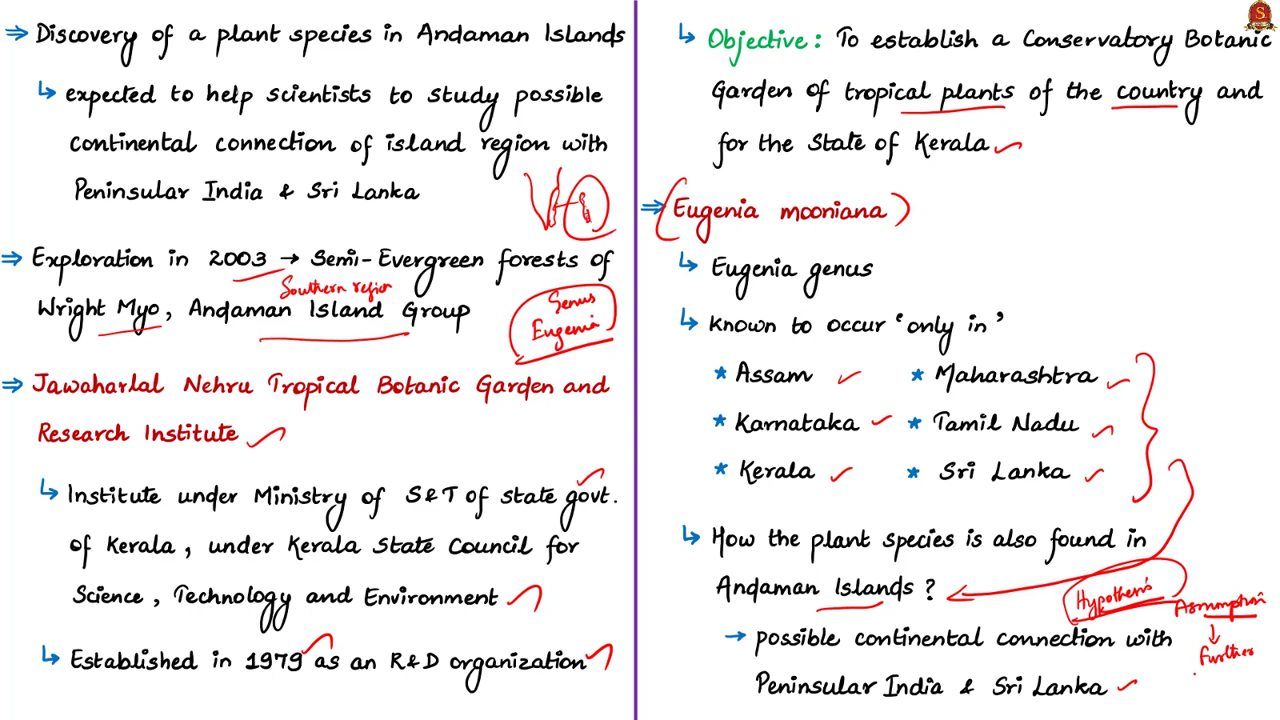 ⇒ Discovery of a plant species in Andaman Islands
↳ expected to help scientists to study possible
continental connection of island region with
Peninsular India & Sri Lanka
⇒ Exploration in 2003 → Semi-Evergreen forests of
Southern region
Wright Myo, Andaman Island Group
Genus
Eugenia
⇒ Jawaharlal Nehru Tropical Botanic Garden and
Research Institute
↳ Institute under Ministry of S&T of state govt.
of Kerala, under Kerala State Council for
Science, Technology and Environment
↳ Established in 1979 as an R&D organization
↳ Objective: To establish a Conservatory Botanic
Garden of tropical plants of the country and
for the State of Kerala
⇒ Eugenia mooniana
↳ Eugenia genus
↳ Known to occur 'only in'
* Assam * Maharashtra
* Karnataka * Tamil Nadu
* Kerala * Sri Lanka
↳ How the plant species is also found in
Andaman Islands?
Hypothesis
Assumption
↓
further
→ possible continental connection with
Peninsular India & Sri Lanka